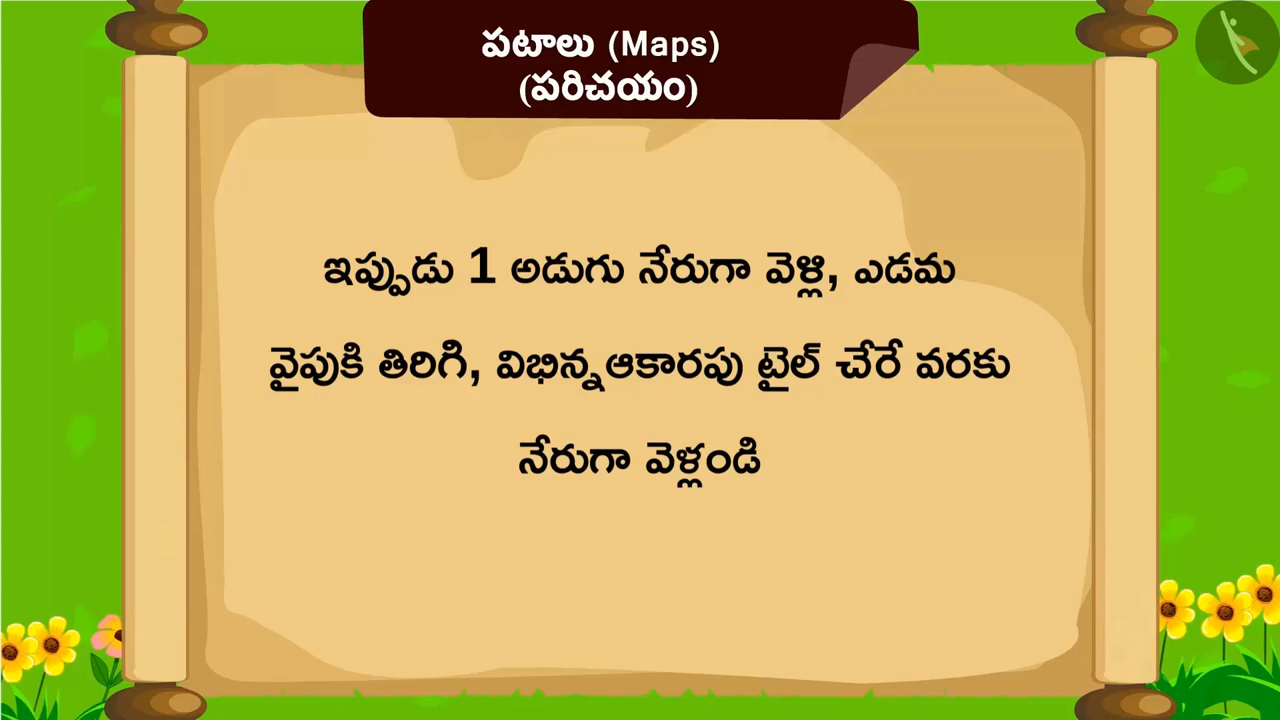 పటాలు (Maps)
(పరిచయం)
ఇప్పుడు 1 అడుగు నేరుగా వెళ్లి, ఎడమ
వైపుకి తిరిగి, విభిన్నఆకారపు టైల్ చేరే వరకు
నేరుగా వెళ్లండి